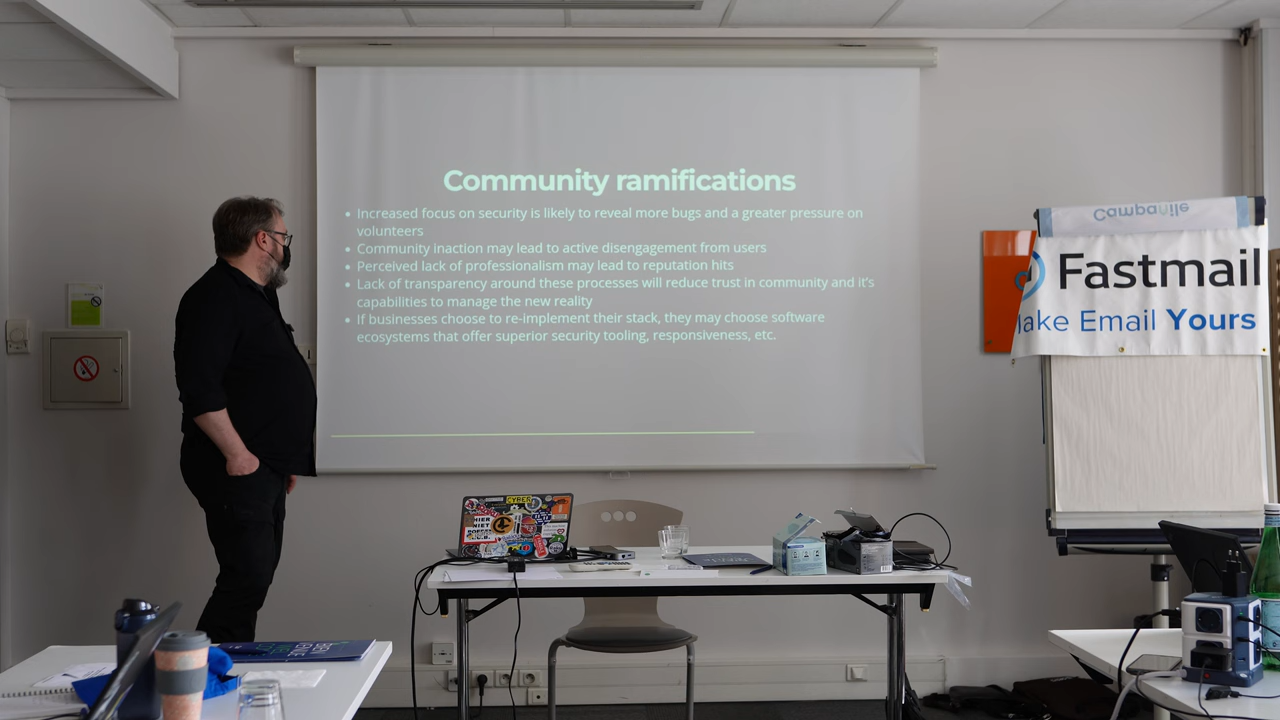 Community ramifications
• Increased focus on security is likely to reveal more bugs and a greater pressure on
volunteers
• Community inaction may lead to active disengagement from users
• Perceived lack of professionalism may lead to reputation hits
• Lack of transparency around these processes will reduce trust in community and it's
capabilities to manage the new reality
• If businesses choose to re-implement their stack, they may choose software
ecosystems that offer superior security tooling, responsiveness, etc.
Campanile
Fastmail
ake Email Yours
CYBER
HIER
NIET